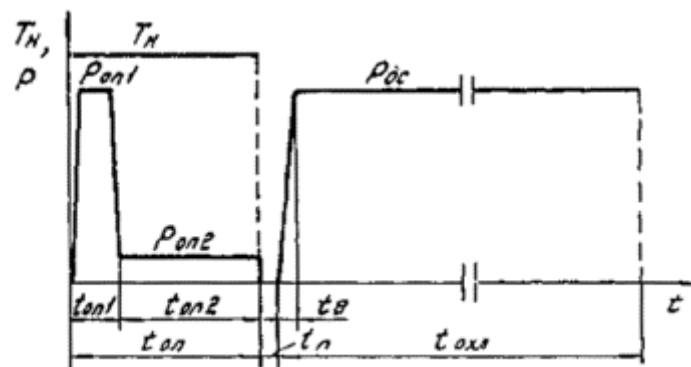 Tн, Tн
P Pоп1 Pос
Pоп2
tоп1 tоп2 tв t
tоп tп tохл